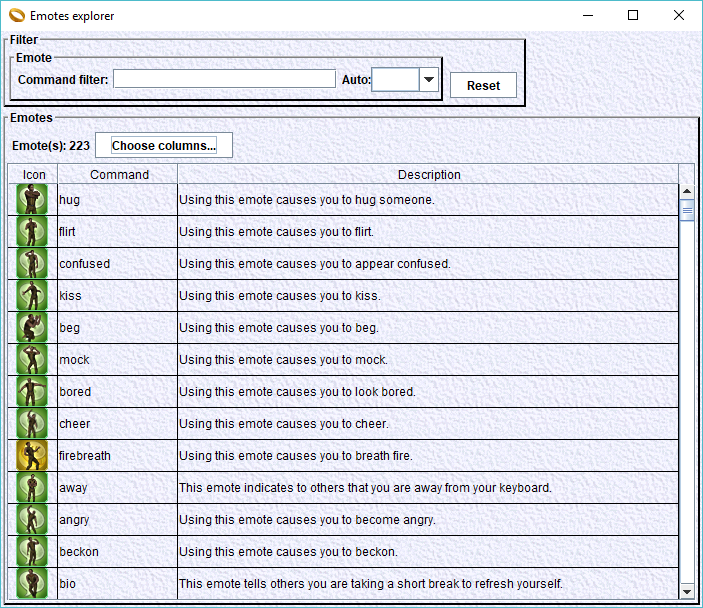 Emotes explorer
Filter
Emote
Command filter: Auto: Reset
Emotes
Emote(s): 223 Choose columns...
Icon Command Description
hug Using this emote causes you to hug someone.
flirt Using this emote causes you to flirt.
confused Using this emote causes you to appear confused.
kiss Using this emote causes you to kiss.
beg Using this emote causes you to beg.
mock Using this emote causes you to mock.
bored Using this emote causes you to look bored.
cheer Using this emote causes you to cheer.
firebreath Using this emote causes you to breath fire.
away This emote indicates to others that you are away from your keyboard.
angry Using this emote causes you to become angry.
beckon Using this emote causes you to beckon.
bio This emote tells others you are taking a short break to refresh yourself.